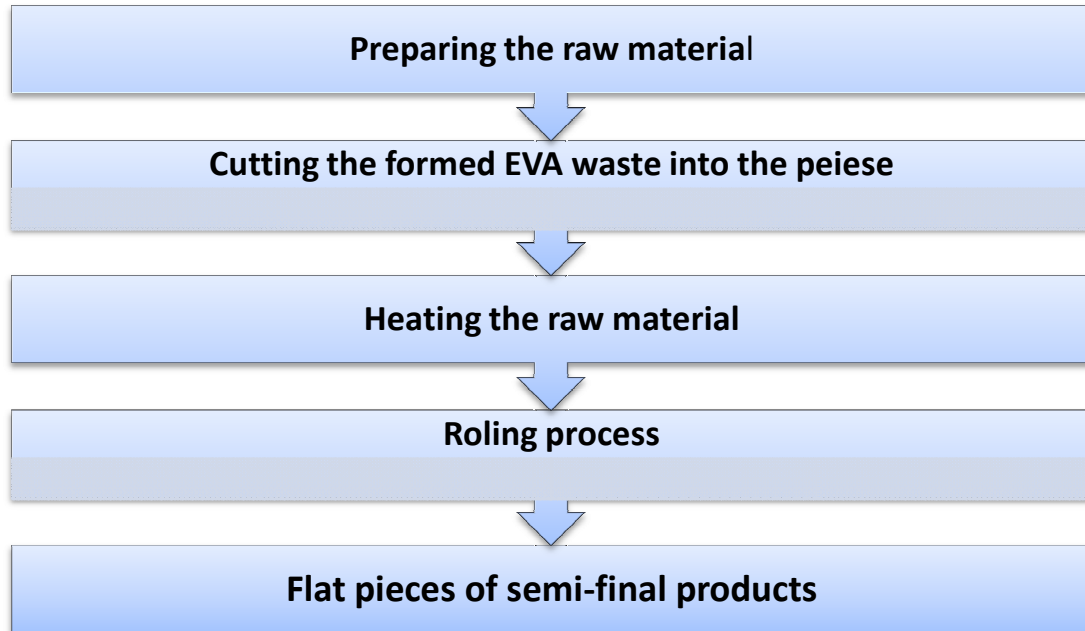 Preparing the raw material
Cutting the formed EVA waste into the peiese
Heating the raw material
Roling process
Flat pieces of semi-final products